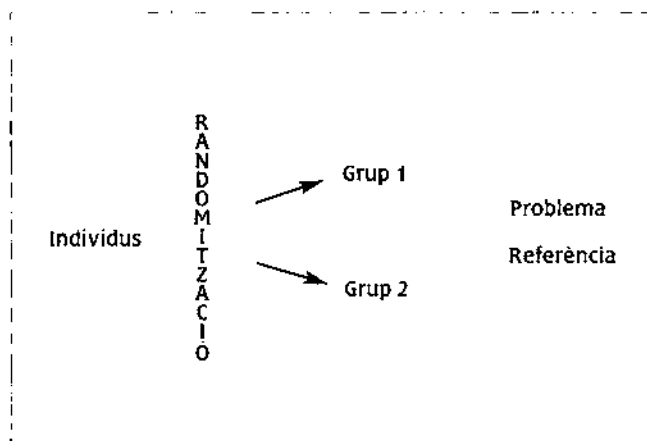 Individus
RANDOMITZACIÓ
Grup 1
Grup 2
Problema
Referència